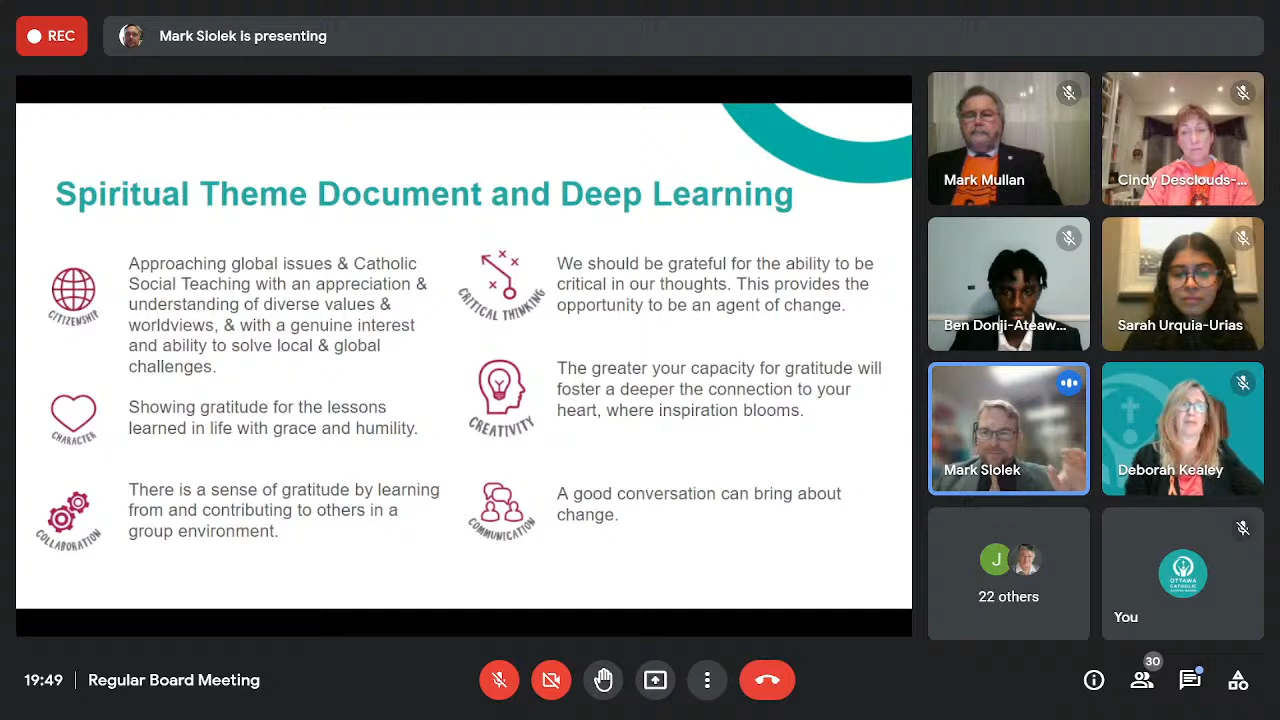 REC
Mark Slolek is presenting
Spiritual Theme Document and Deep Learning
CITIZENSHIP
Approaching global issues & Catholic
Social Teaching with an appreciation &
understanding of diverse values &
worldviews, & with a genuine interest
and ability to solve local & global
challenges.
CHARACTER
Showing gratitude for the lessons
learned in life with grace and humility.
COLLABORATION
There is a sense of gratitude by learning
from and contributing to others in a
group environment.
CRITICAL THINKING
We should be grateful for the ability to be
critical in our thoughts. This provides the
opportunity to be an agent of change.
CREATIVITY
The greater your capacity for gratitude will
foster a deeper the connection to your
heart, where inspiration blooms.
COMMUNICATION
A good conversation can bring about
change.
Mark Mullan
Cindy Desclouds-...
Ben Donji-Ateaw...
Sarah Urquia-Urias
Mark Slolek
Deborah Kealey
J
22 others
OTTAWA
CATHOLIC
You
19:49
Regular Board Meeting
30